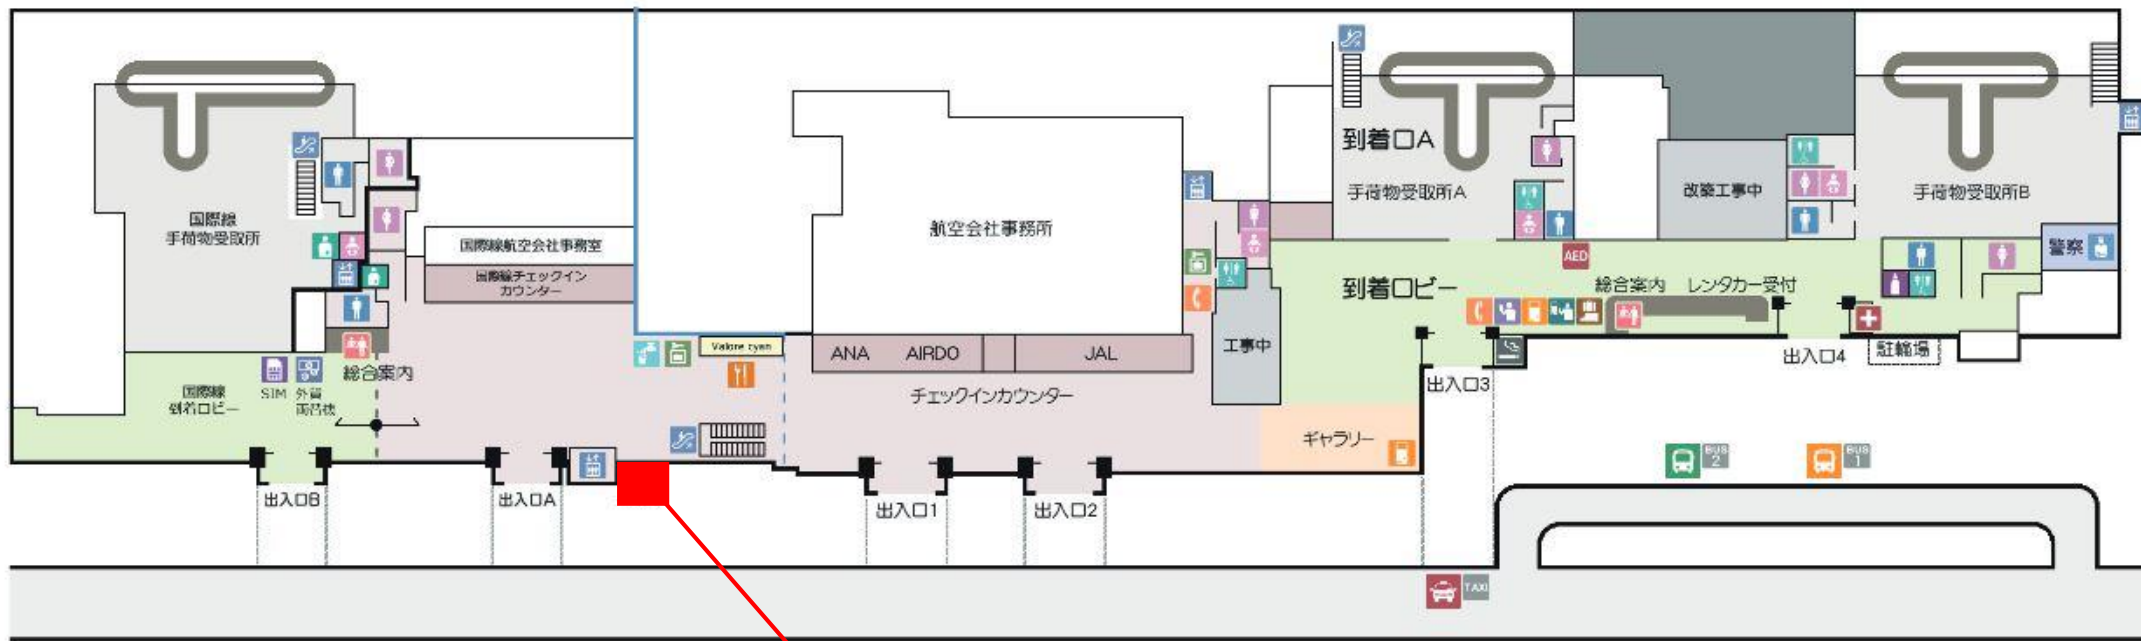 到着口A
手荷物受取所A
改築工事中
手荷物受取所B
国際線
手荷物受取所
国際線航空会社事務室
国際線チェックイン
カウンター
航空会社事務所
警察
AED
到着ロビー
総合案内
レンタカー受付
Valore cyan
ANA
AIRDO
JAL
工事中
出入口3
出入口4
駐輪場
総合案内
SIM
外貨
両替機
国際線
到着ロビー
チェックインカウンター
ギャラリー
BUS
2
BUS
1
出入口B
出入口A
出入口1
出入口2
TAXI